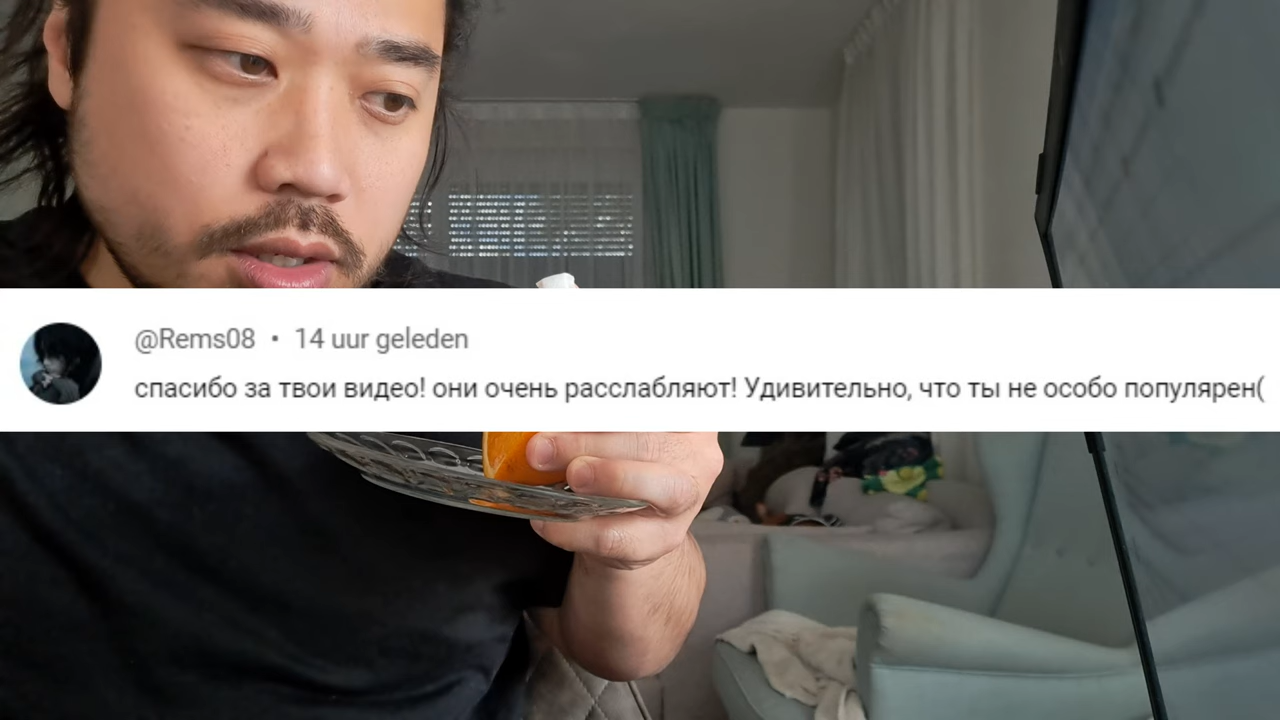 @Rems08 • 14 uur geleden
спасибо за твои видео! они очень расслабляют! Удивительно, что ты не особо популярен(